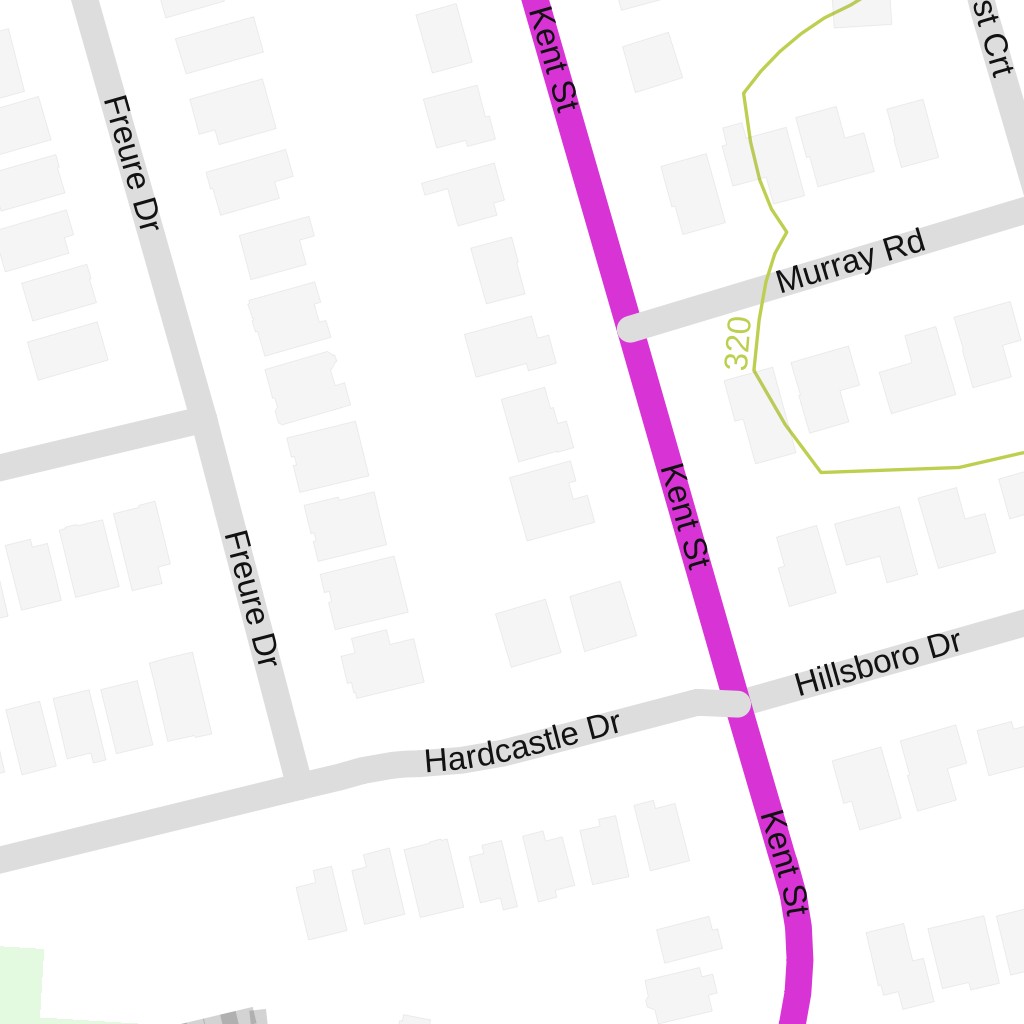 Kent St
st Crt
Freure Dr
Murray Rd
320
Kent St
Freure Dr
Hillsboro Dr
Hardcastle Dr
Kent St